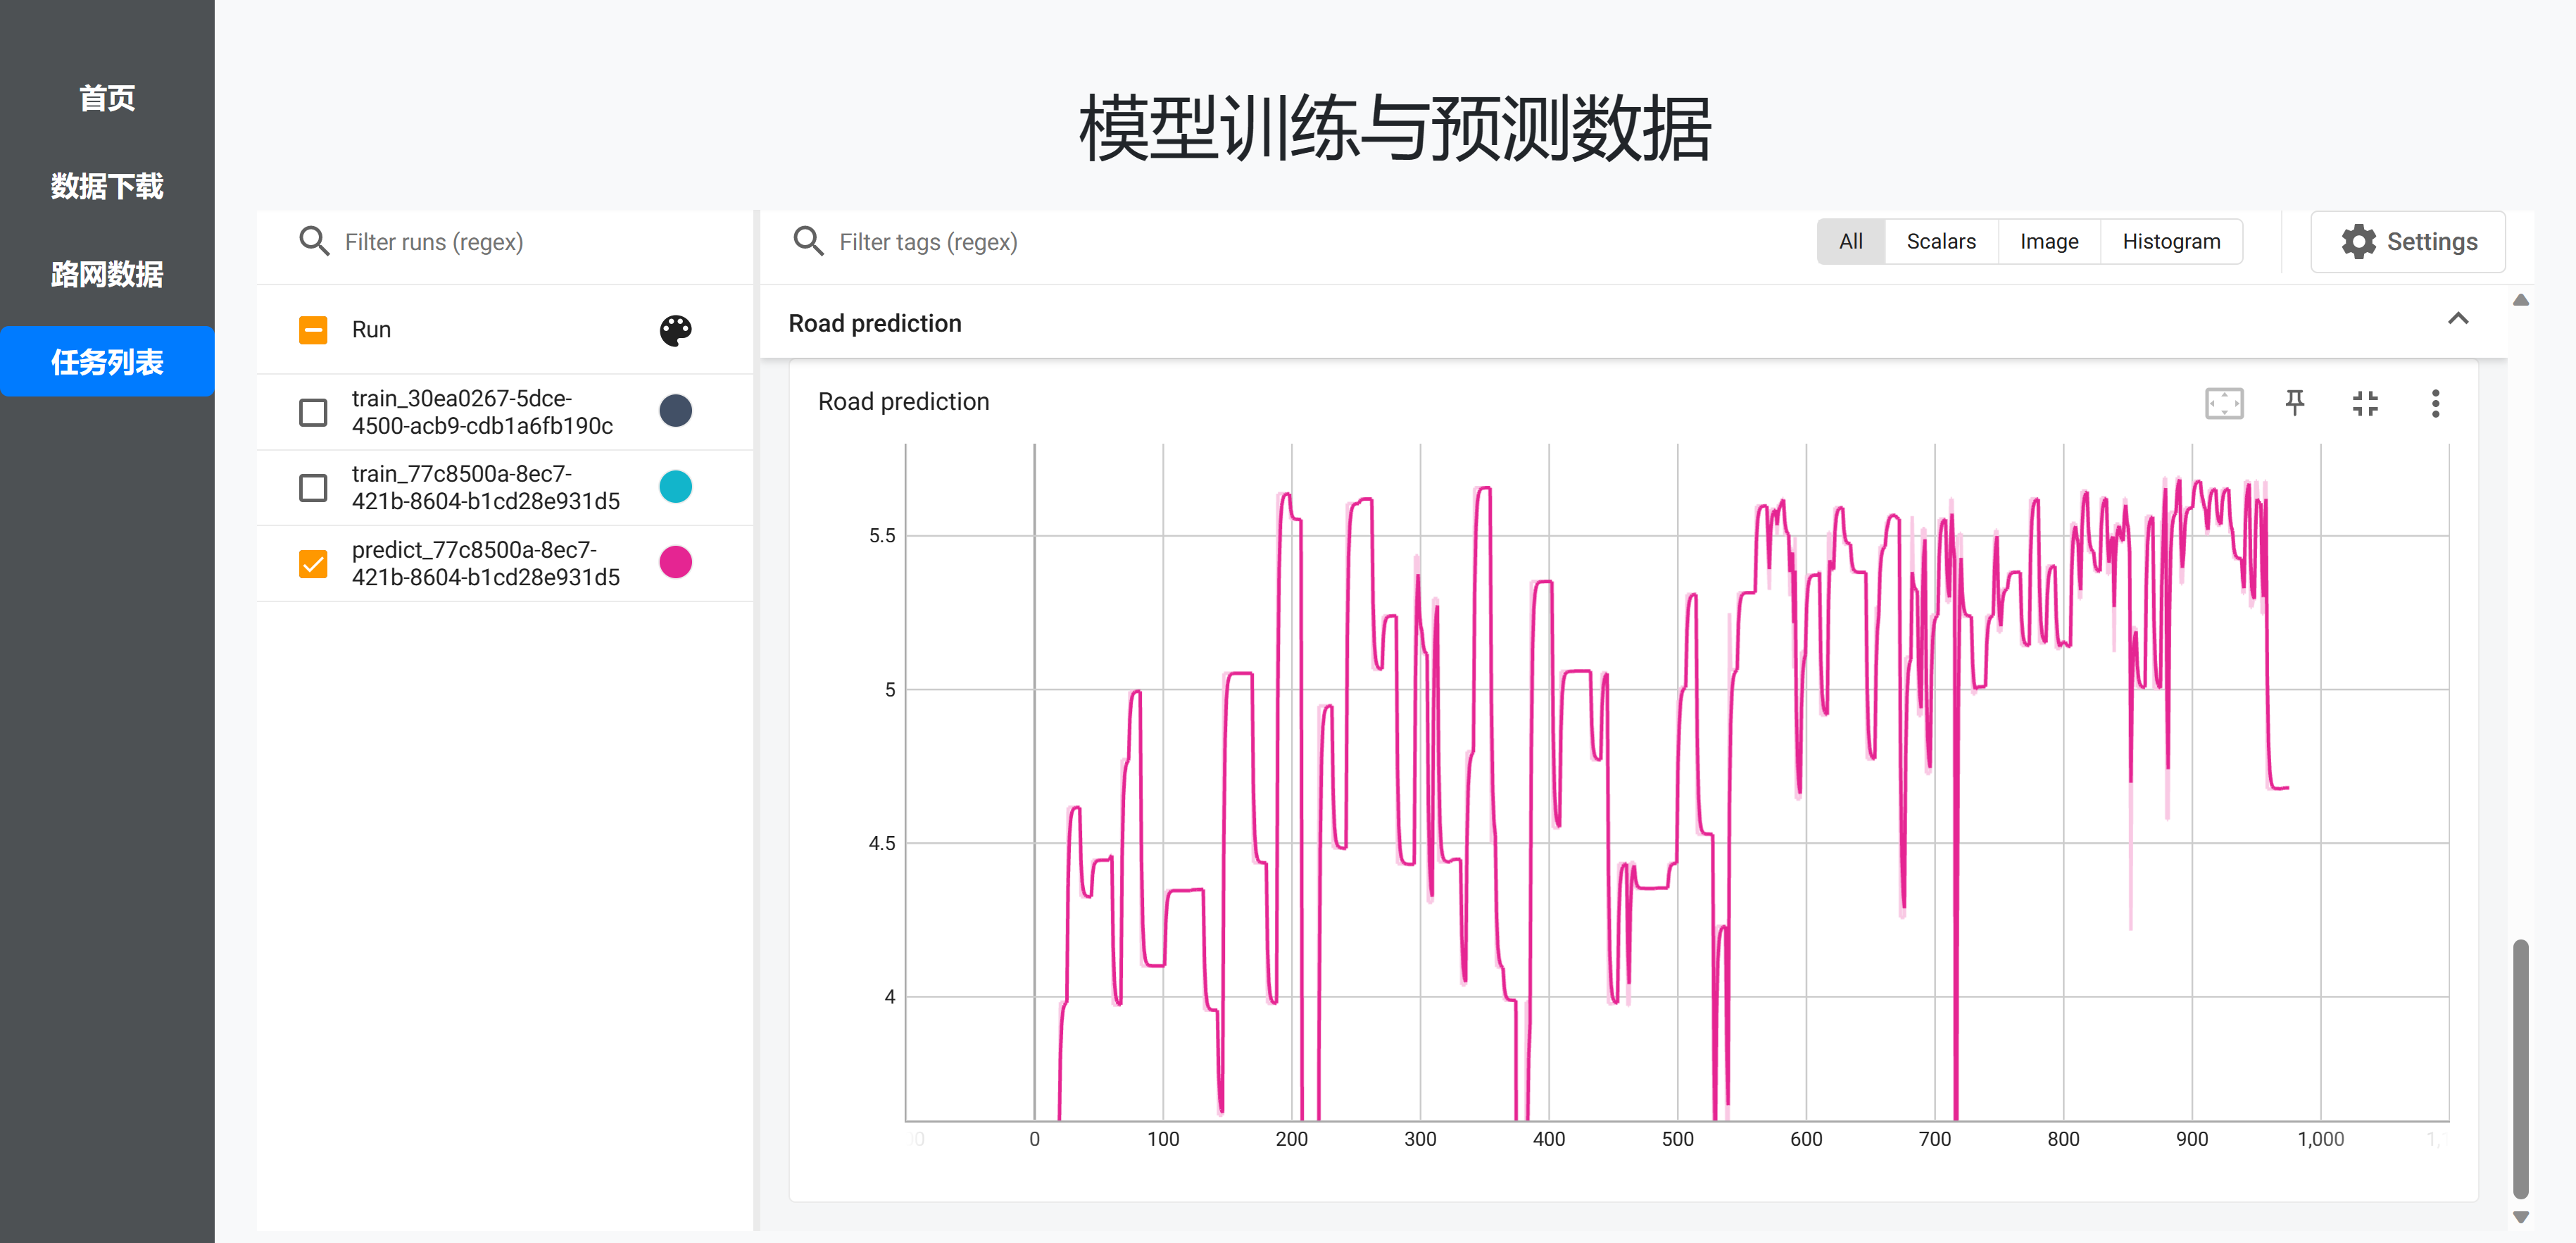 首页
数据下载
路网数据
任务列表
模型训练与预测数据
Filter runs (regex)
Run
train_30ea0267-5dce-
4500-acb9-cdb1a6fb190c
train_77c8500a-8ec7-
421b-8604-b1cd28e931d5
predict_77c8500a-8ec7-
421b-8604-b1cd28e931d5
Filter tags (regex)
All Scalars Image Histogram
Settings
Road prediction
Road prediction
5.5
5
4.5
4
0 100 200 300 400 500 600 700 800 900 1,000